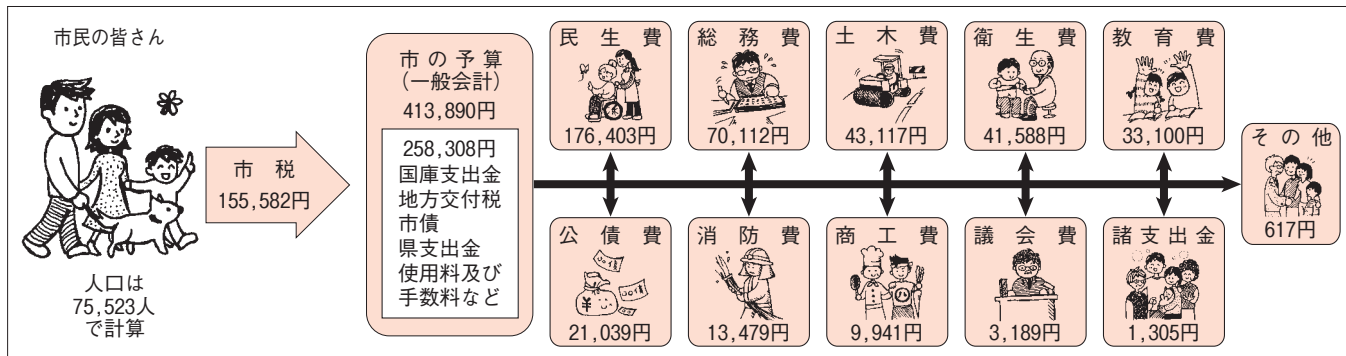 市民の皆さん
人口は
75,523人
で計算
市税
155,582円
市の予算
(一般会計)
413,890円
258,308円
国庫支出金
地方交付税
市債
県支出金
使用料及び
手数料など
民生費
176,403円
総務費
70,112円
土木費
43,117円
衛生費
41,588円
教育費
33,100円
公債費
21,039円
消防費
13,479円
商工費
9,941円
議会費
3,189円
諸支出金
1,305円
その他
617円